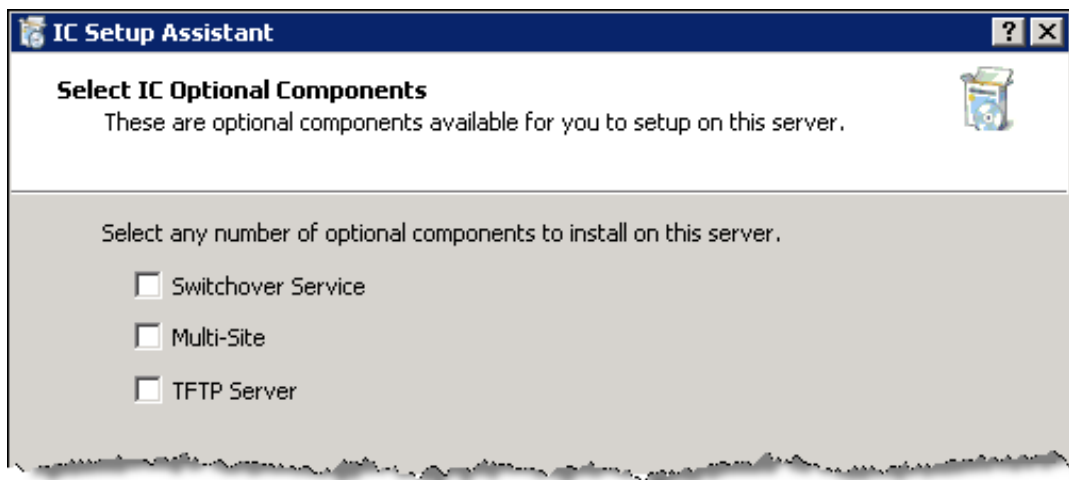 IC Setup Assistant
Select IC Optional Components
These are optional components available for you to setup on this server.
Select any number of optional components to install on this server.
Switchover Service
Multi-Site
TFTP Server